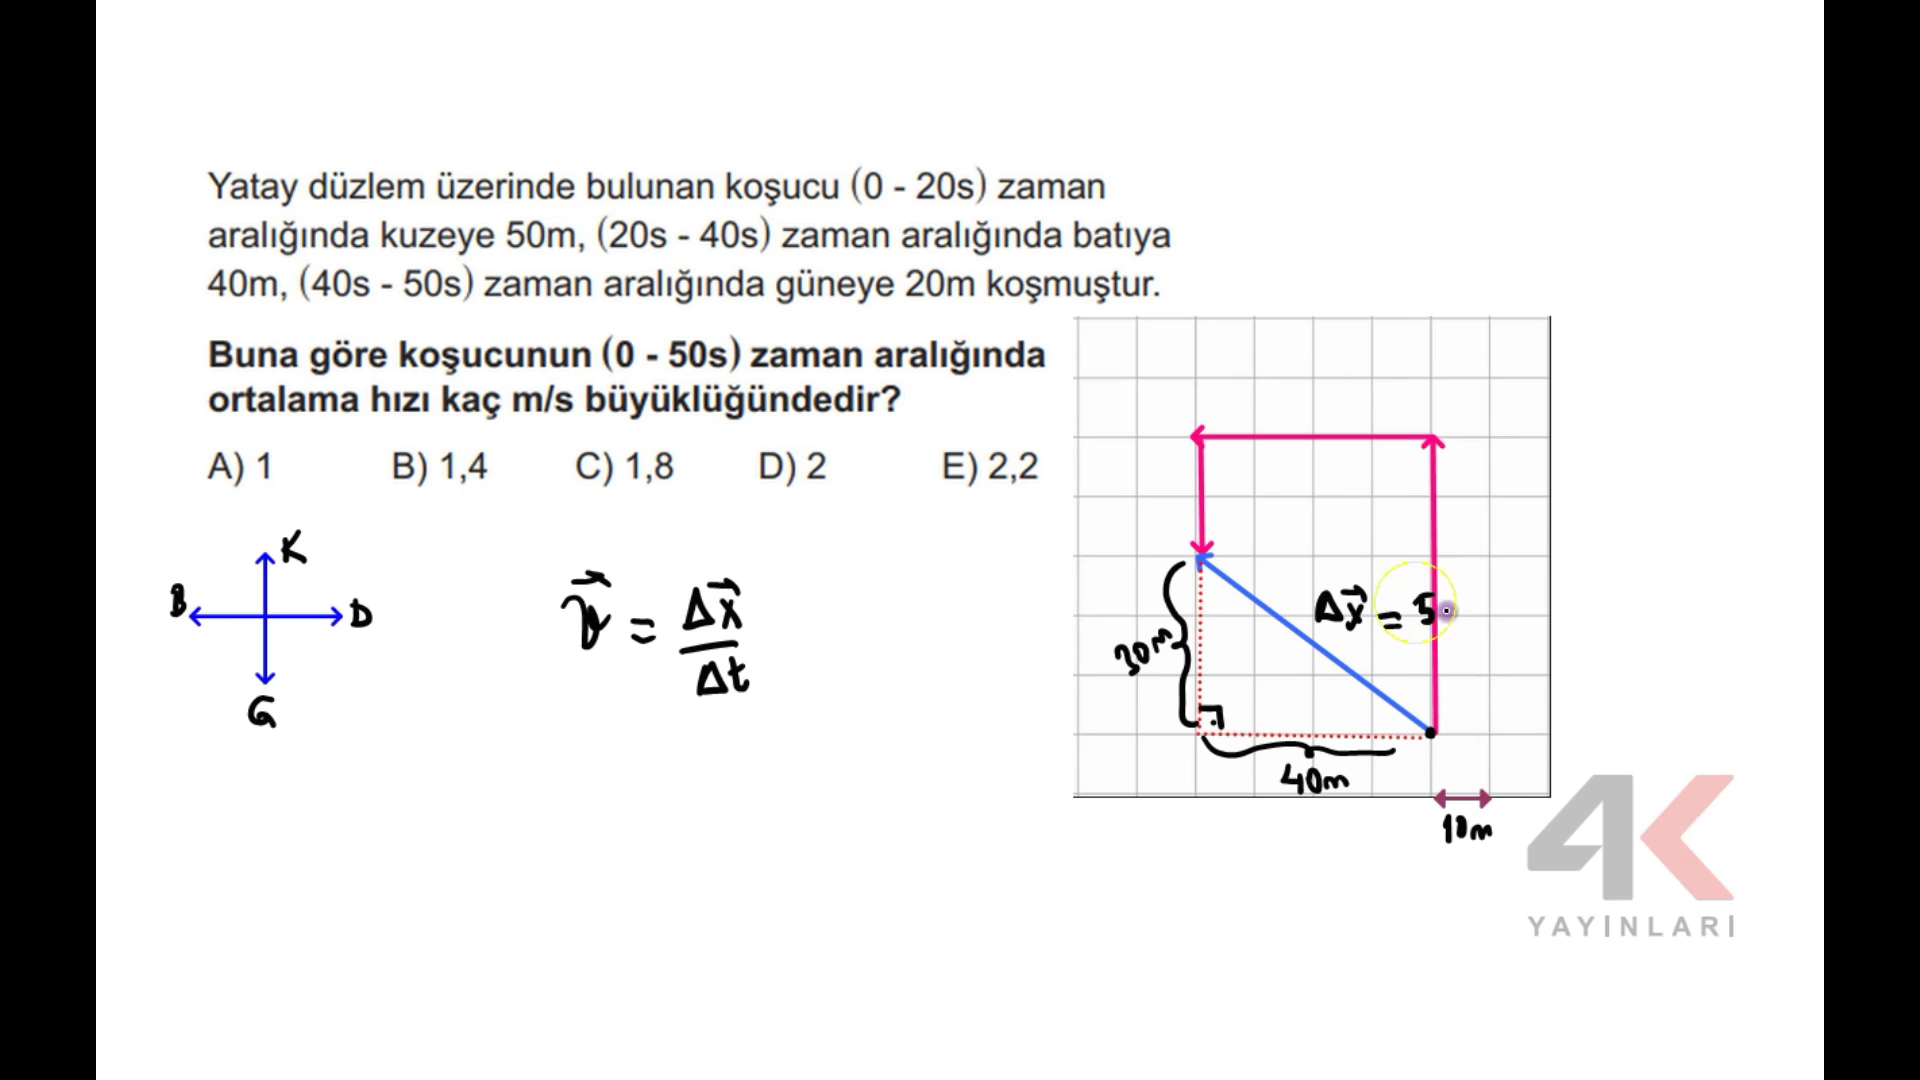 Yatay düzlem üzerinde bulunan koşucu (0 - 20s) zaman
aralığında kuzeye 50m, (20s - 40s) zaman aralığında batıya
40m, (40s - 50s) zaman aralığında güneye 20m koşmuştur.
Buna göre koşucunun (0 - 50s) zaman aralığında
ortalama hızı kaç m/s büyüklüğündedir?
A) 1 B) 1,4 C) 1,8 D) 2 E) 2,2
K
B D
G
v⃗ = Δx⃗ / Δt
Δx⃗ = 5
30m
40m
10m
4K
YAYINLARI